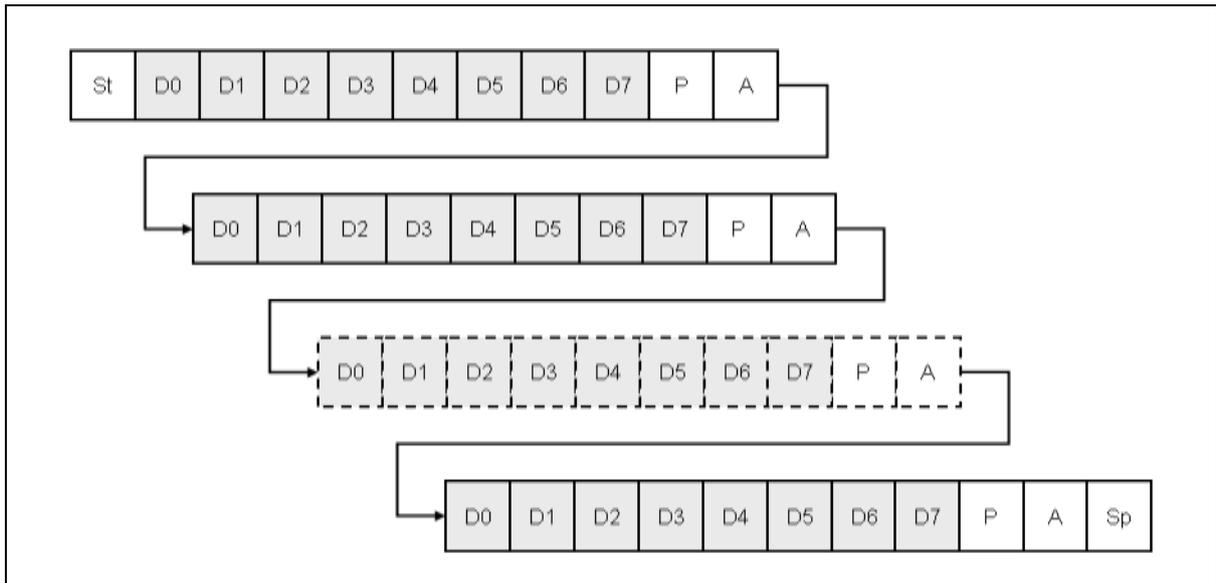 St D0 D1 D2 D3 D4 D5 D6 D7 P A
D0 D1 D2 D3 D4 D5 D6 D7 P A
D0 D1 D2 D3 D4 D5 D6 D7 P A
D0 D1 D2 D3 D4 D5 D6 D7 P A Sp